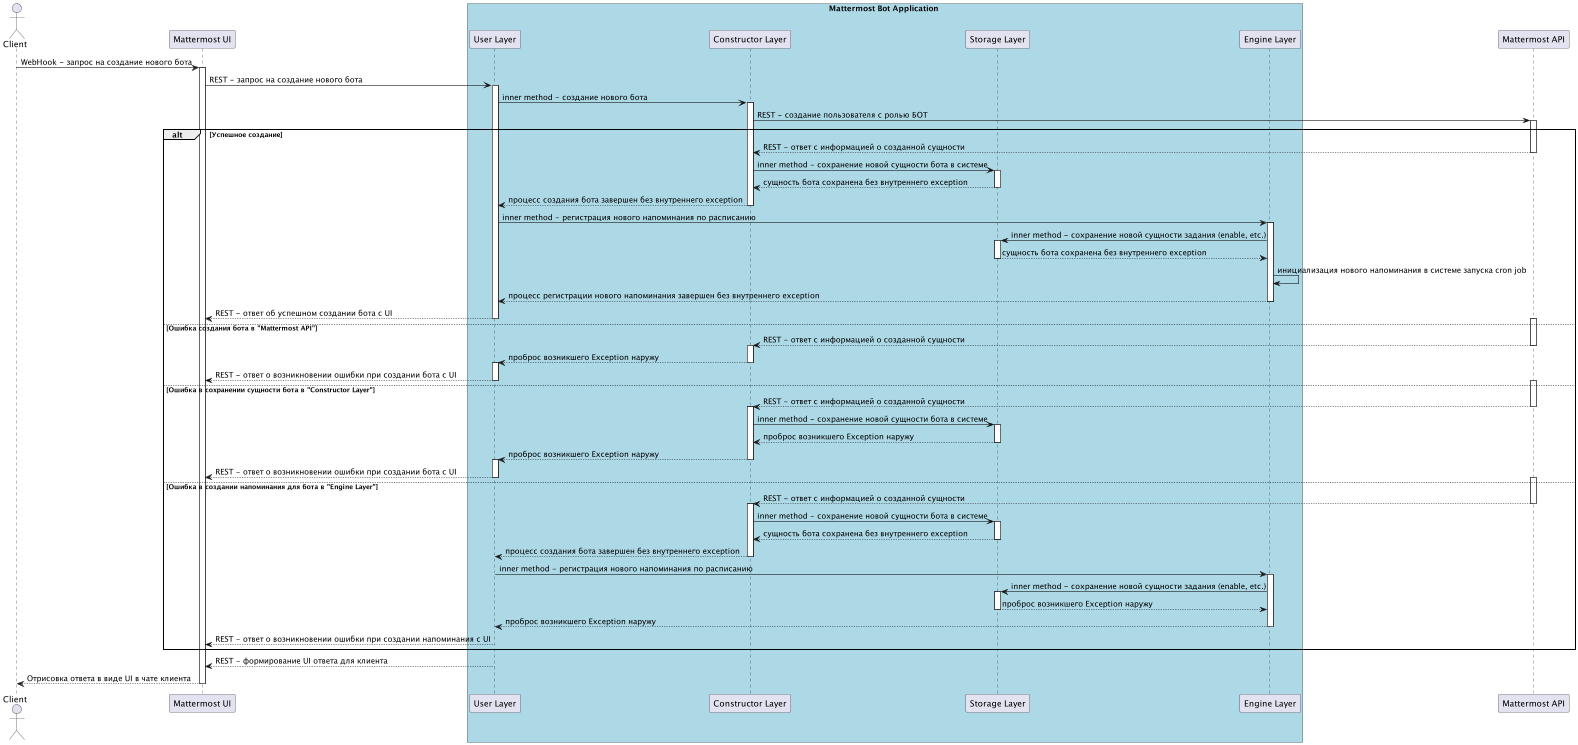 Mattermost Bot Application
Client
Mattermost UI
User Layer
Constructor Layer
Storage Layer
Engine Layer
Mattermost API
WebHook - запрос на создание нового бота
REST - запрос на создание нового бота
inner method - создание нового бота
REST - создание пользователя с ролью БОТ
alt
[Успешное создание]
REST - ответ с информацией о созданной сущности
inner method - сохранение новой сущности бота в системе
сущность бота сохранена без внутреннего exception
процесс создания бота завершен без внутреннего exception
inner method - регистрация нового напоминания по расписанию
inner method - сохранение новой сущности задания (enable, etc.)
сущность бота сохранена без внутреннего exception
инициализация нового напоминания в системе запуска cron job
процесс регистрации нового напоминания завершен без внутреннего exception
REST - ответ об успешном создании бота с UI
[Ошибка создания бота в "Mattermost API"]
REST - ответ с информацией о созданной сущности
проброс возникшего Exception наружу
REST - ответ о возникновении ошибки при создании бота с UI
[Ошибка в сохранении сущности бота в "Constructor Layer"]
REST - ответ с информацией о созданной сущности
inner method - сохранение новой сущности бота в системе
проброс возникшего Exception наружу
проброс возникшего Exception наружу
REST - ответ о возникновении ошибки при создании бота с UI
[Ошибка в создании напоминания для бота в "Engine Layer"]
REST - ответ с информацией о созданной сущности
inner method - сохранение новой сущности бота в системе
сущность бота сохранена без внутреннего exception
процесс создания бота завершен без внутреннего exception
inner method - регистрация нового напоминания по расписанию
inner method - сохранение новой сущности задания (enable, etc.)
проброс возникшего Exception наружу
проброс возникшего Exception наружу
REST - ответ о возникновении ошибки при создании напоминания с UI
REST - формирование UI ответа для клиента
Отрисовка ответа в виде UI в чате клиента
Client
Mattermost UI
User Layer
Constructor Layer
Storage Layer
Engine Layer
Mattermost API